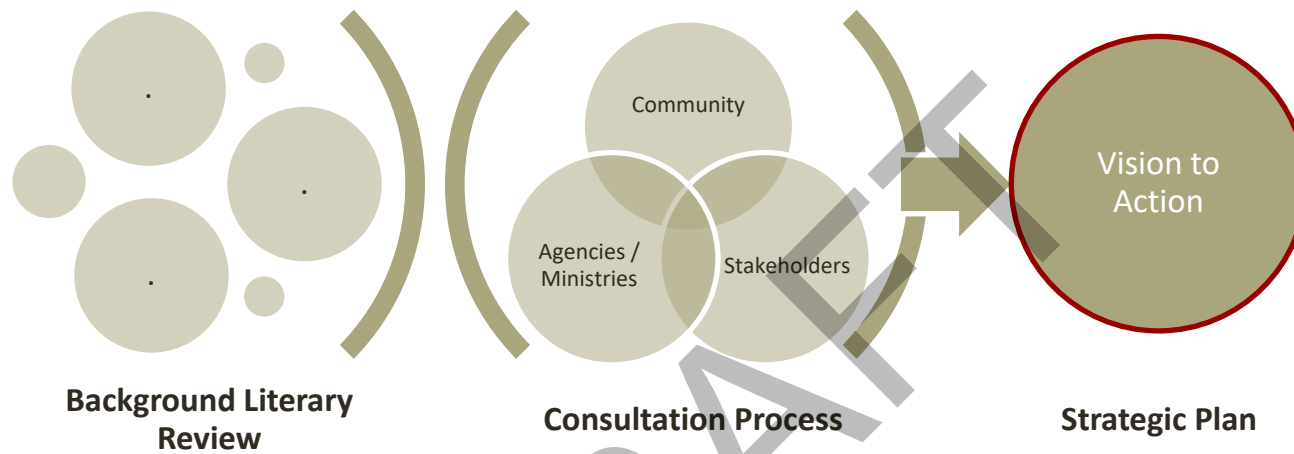 .
.
.
Community
Agencies /
Ministries
Stakeholders
Vision to
Action
Background Literary
Review
Consultation Process
Strategic Plan
DRAFT